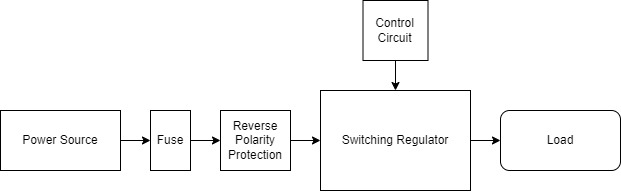 Control
Circuit
Power Source
Fuse
Reverse
Polarity
Protection
Switching Regulator
Load